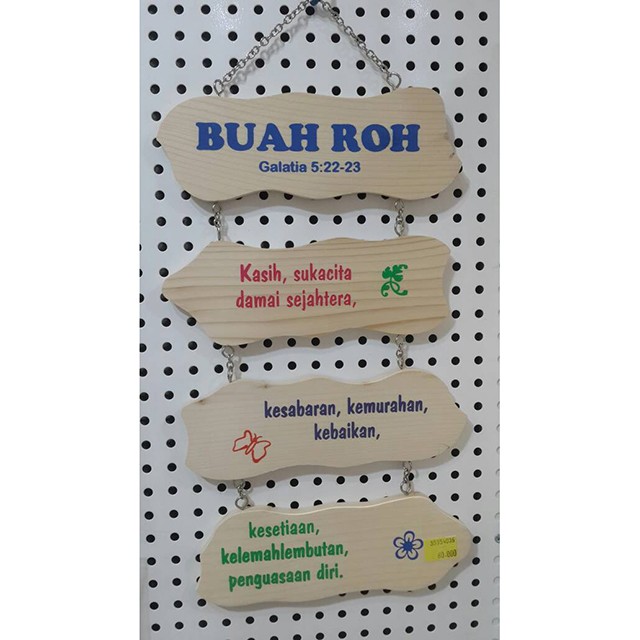 BUAH ROH
Galatia 5:22-23
Kasih, sukacita
damai sejahtera,
kesabaran, kemurahan,
kebaikan,
kesetiaan,
kelemahlembutan,
penguasaan diri.